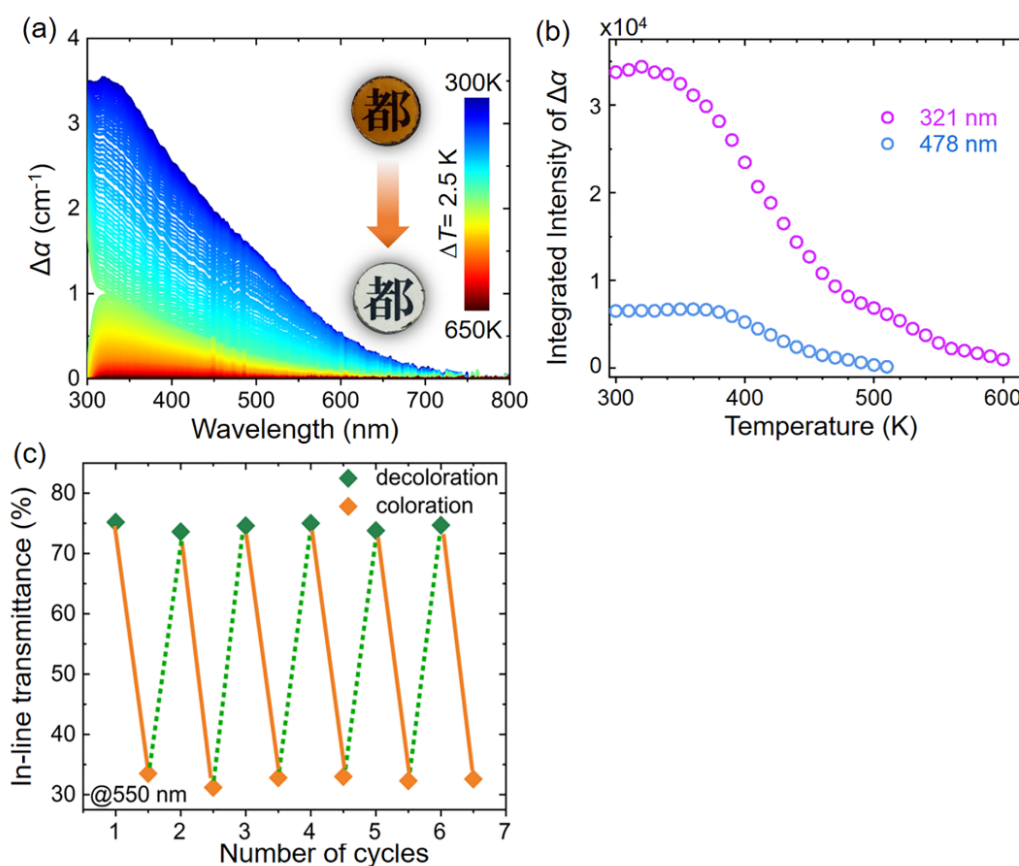 (a)
4
3
2
1
0
Δα (cm⁻¹)
300 400 500 600 700 800
Wavelength (nm)
都
都
300K
ΔT= 2.5 K
650K
(b)
x10⁴
3
2
1
0
Integrated Intensity of Δα
321 nm
478 nm
300 400 500 600
Temperature (K)
(c)
80
70
60
50
40
30
In-line transmittance (%)
decoloration
coloration
@550 nm
1 2 3 4 5 6 7
Number of cycles